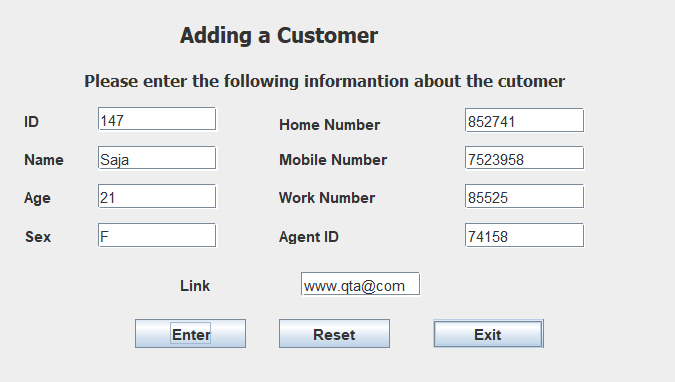 Adding a Customer
Please enter the following informantion about the cutomer
ID 147 Home Number 852741
Name Saja Mobile Number 7523958
Age 21 Work Number 85525
Sex F Agent ID 74158
Link www.qta@com
Enter Reset Exit